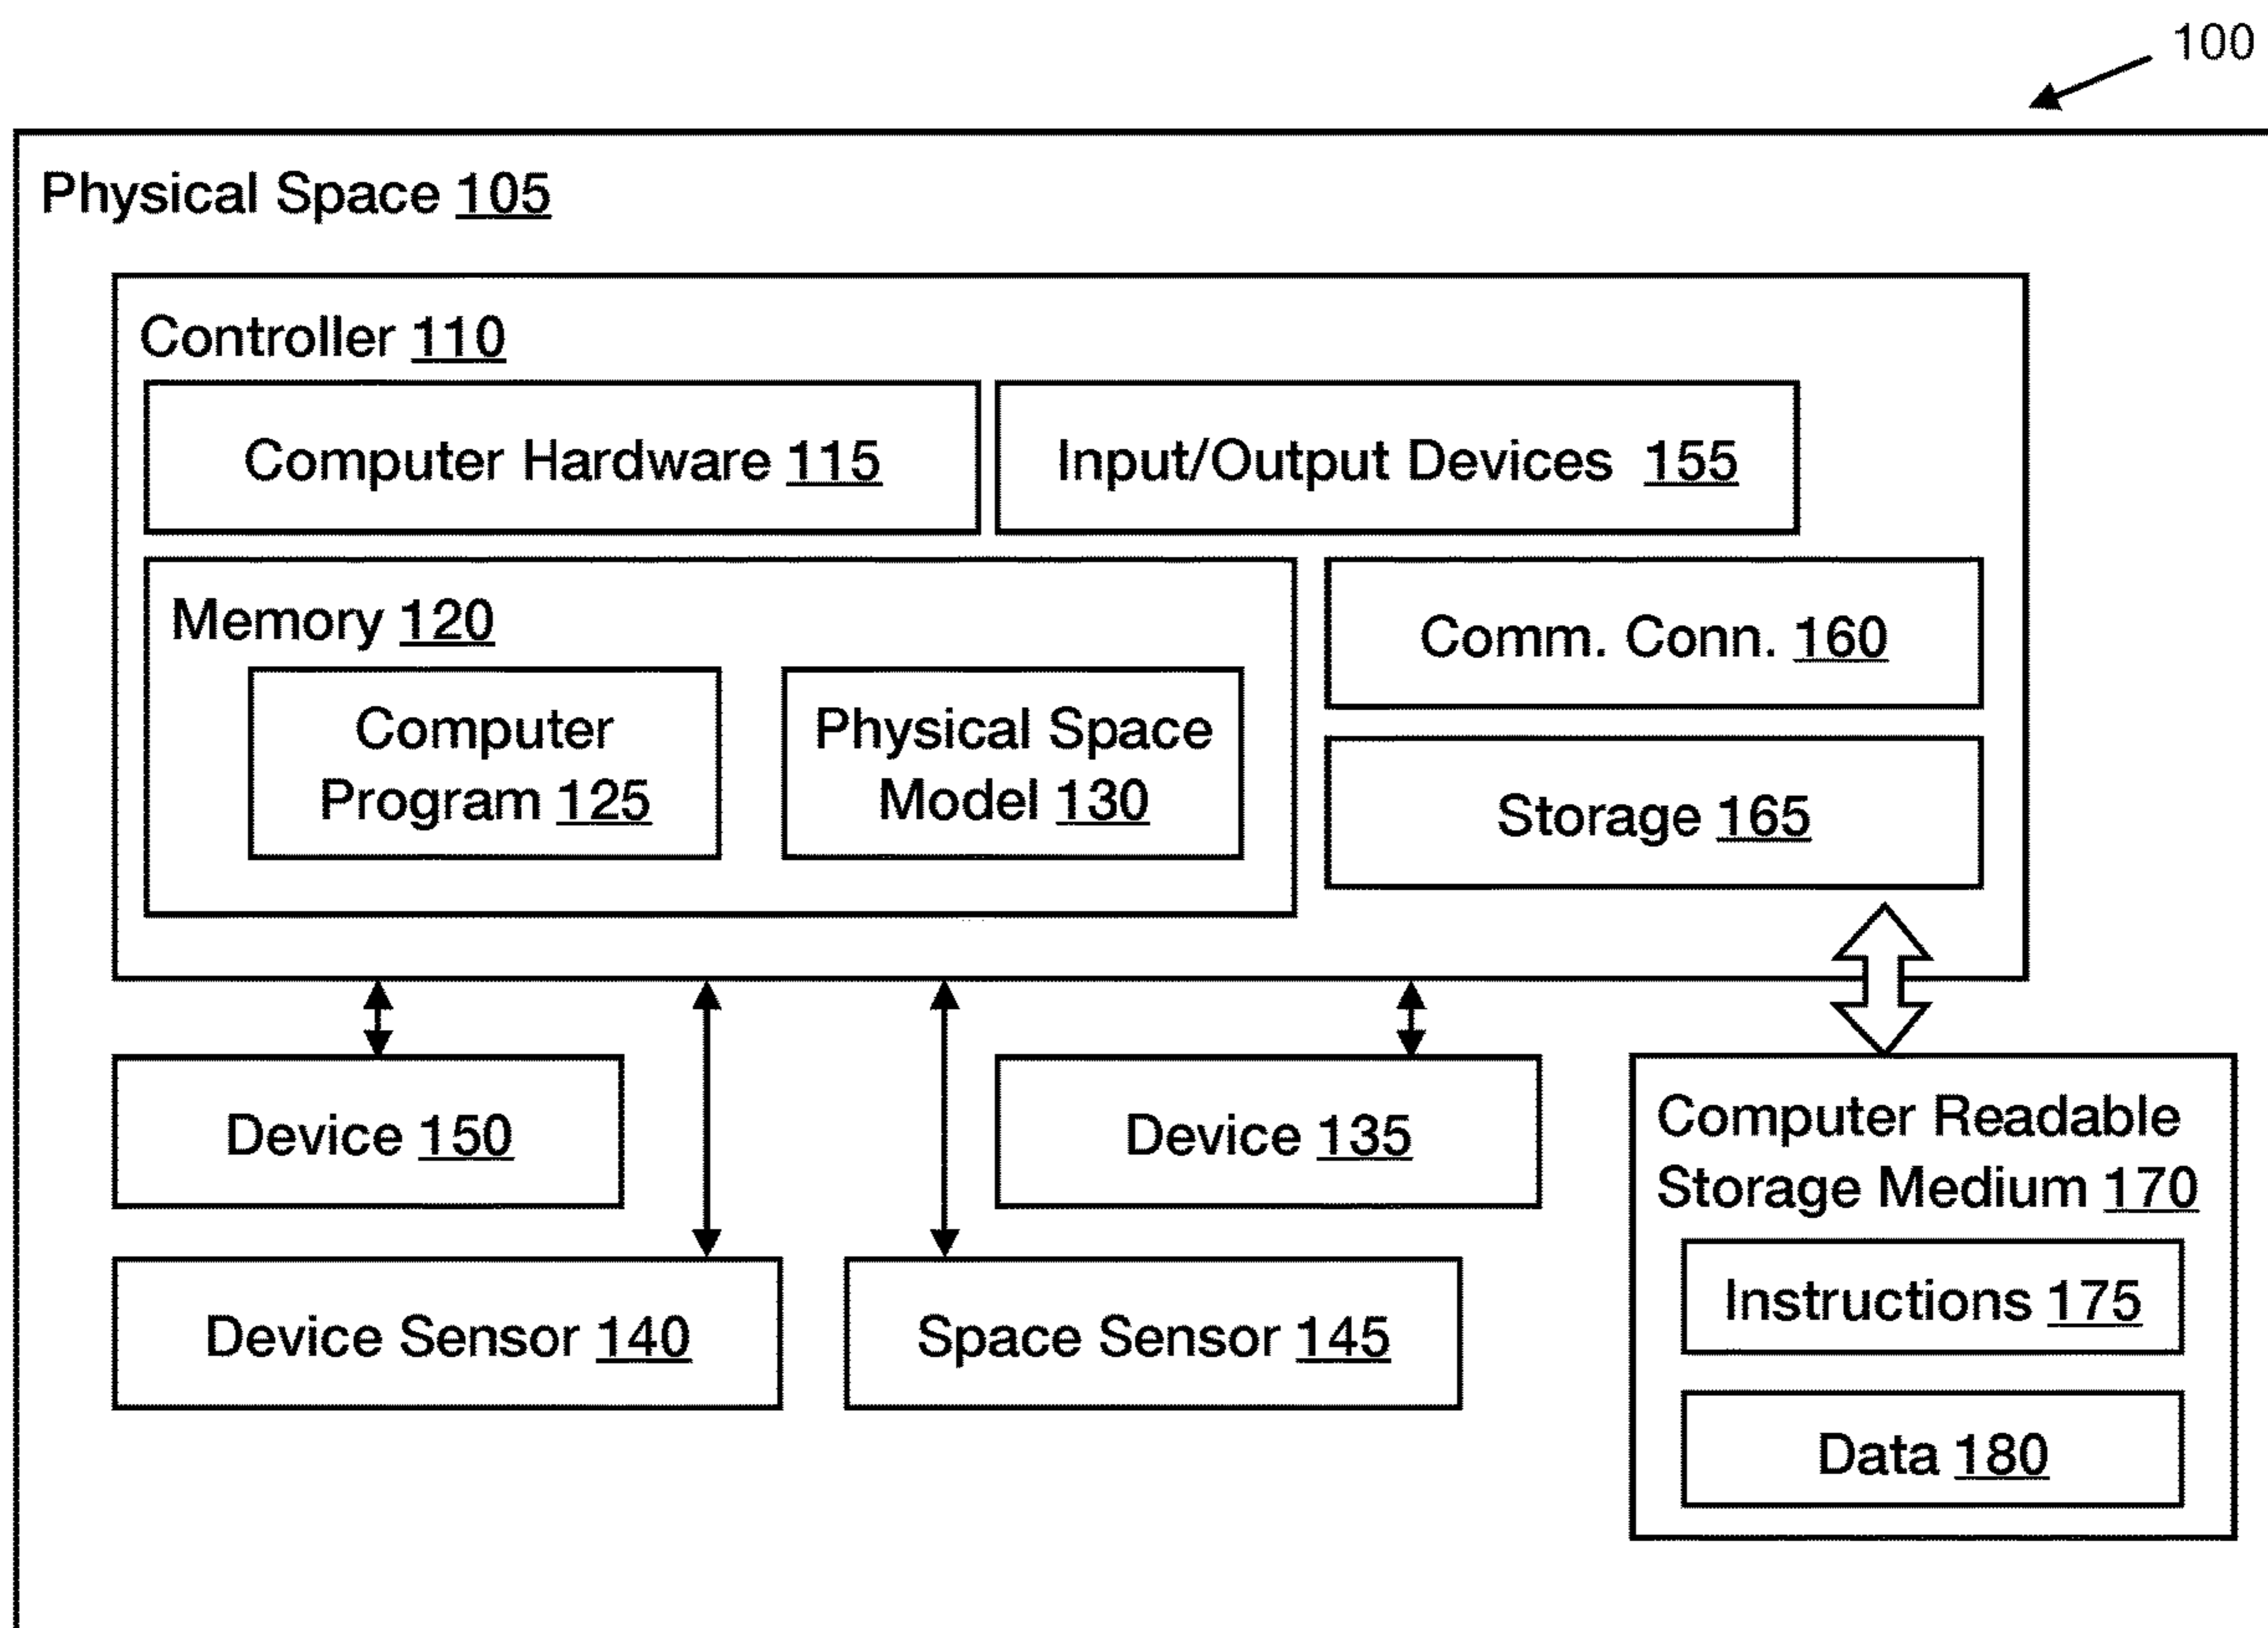 100
Physical Space 105
Controller 110
Computer Hardware 115
Input/Output Devices 155
Memory 120
Computer
Program 125
Physical Space
Model 130
Comm. Conn. 160
Storage 165
Device 150
Device 135
Device Sensor 140
Space Sensor 145
Computer Readable
Storage Medium 170
Instructions 175
Data 180